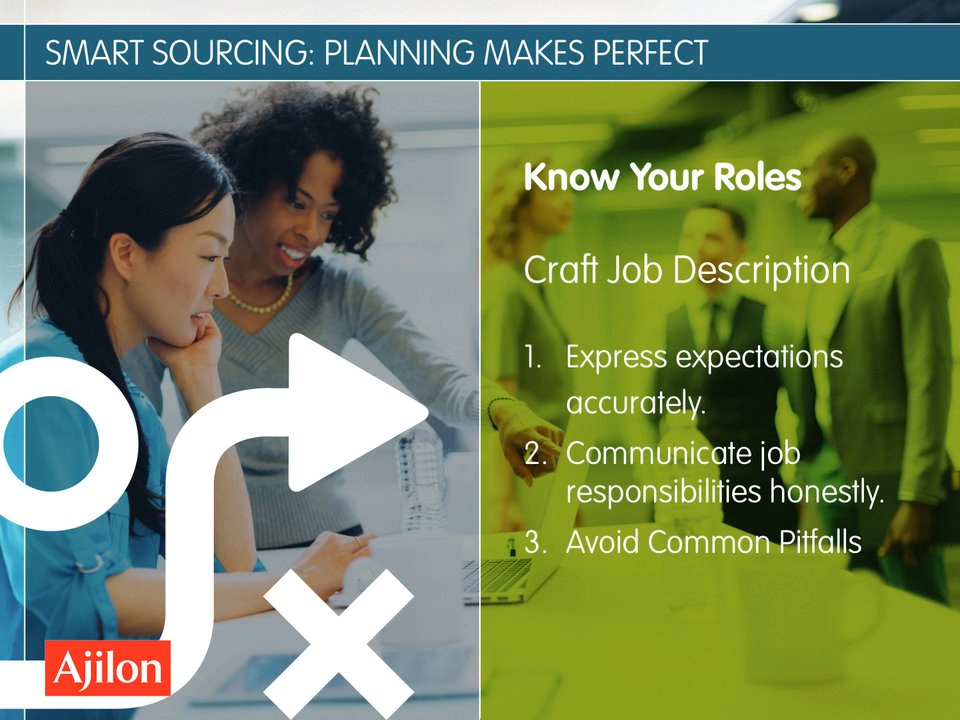 SMART SOURCING: PLANNING MAKES PERFECT
Know Your Roles
Craft Job Description
1. Express expectations
accurately.
2. Communicate job
responsibilities honestly.
3. Avoid Common Pitfalls
Ajilon